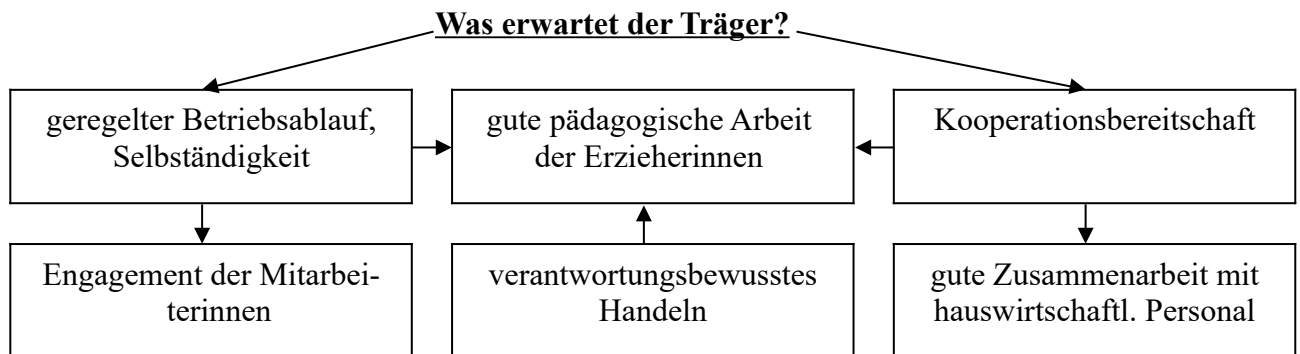 Was erwartet der Träger?
geregelter Betriebsablauf,
Selbständigkeit
gute pädagogische Arbeit
der Erzieherinnen
Kooperationsbereitschaft
Engagement der Mitarbei-
terinnen
verantwortungsbewusstes
Handeln
gute Zusammenarbeit mit
hauswirtschaftl. Personal